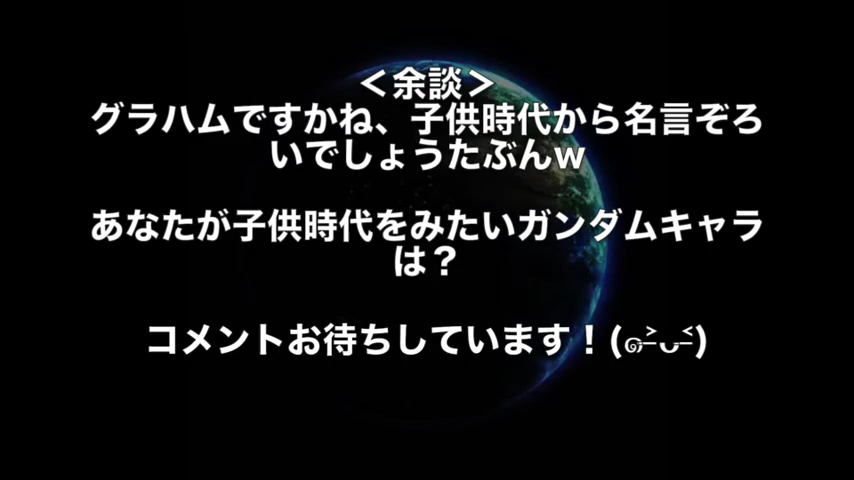 ＜余談＞
グラハムですかね、子供時代から名言ぞろ
いでしょうたぶんw
あなたが子供時代をみたいガンダムキャラ
は？
コメントお待ちしています！(๑˃̵ᴗ˂̵)